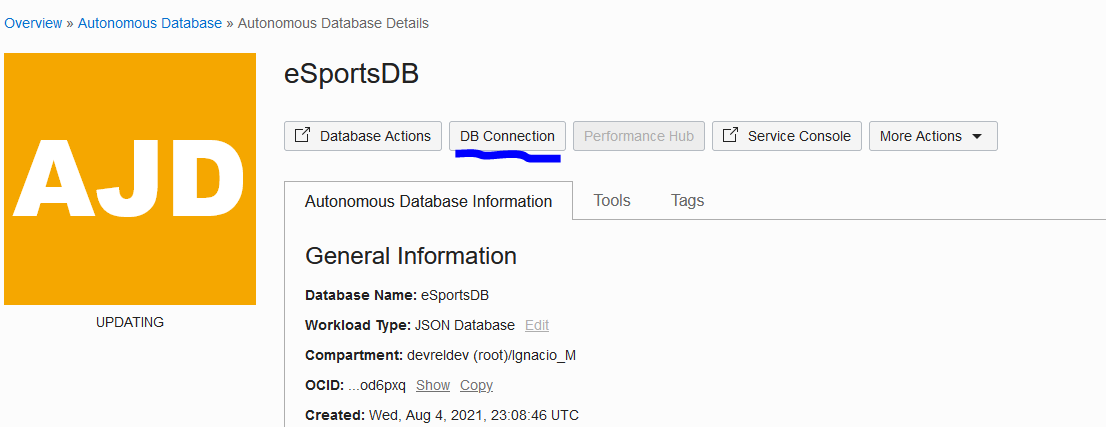 Overview » Autonomous Database » Autonomous Database Details
AJD
UPDATING
eSportsDB
Database Actions DB Connection Performance Hub Service Console More Actions
Autonomous Database Information Tools Tags
General Information
Database Name: eSportsDB
Workload Type: JSON Database Edit
Compartment: devreldev (root)/Ignacio_M
OCID: ...od6pxq Show Copy
Created: Wed, Aug 4, 2021, 23:08:46 UTC